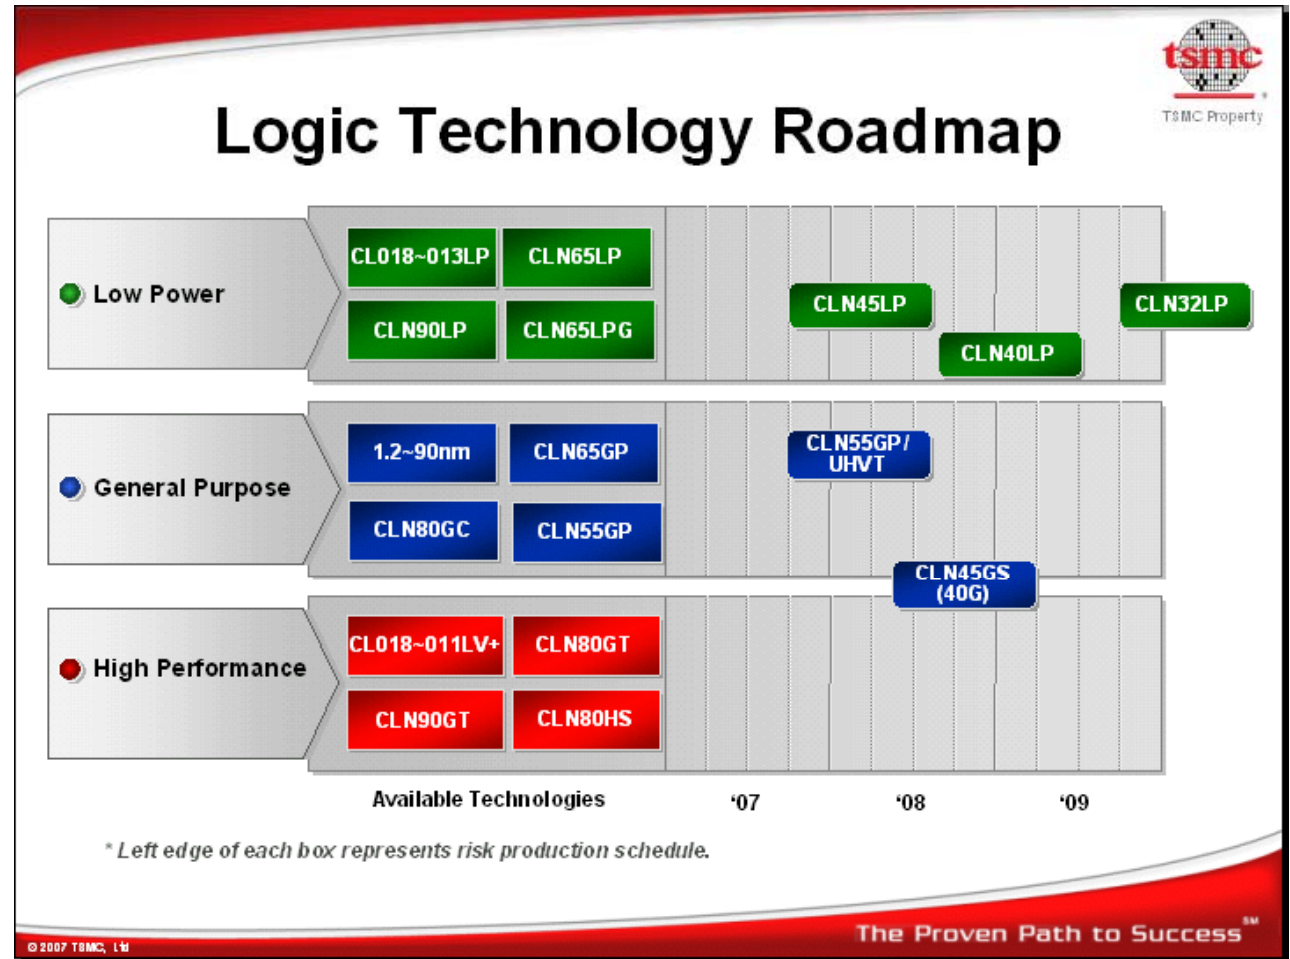 tsmc
TSMC Property
Logic Technology Roadmap
Low Power
CL018~013LP
CLN65LP
CLN90LP
CLN65LPG
CLN45LP
CLN40LP
CLN32LP
General Purpose
1.2~90nm
CLN65GP
CLN80GC
CLN55GP
CLN55GP/
UHVT
CLN45GS
(40G)
High Performance
CL018~011LV+
CLN80GT
CLN90GT
CLN80HS
Available Technologies
‘07
‘08
‘09
* Left edge of each box represents risk production schedule.
The Proven Path to Success℠
© 2007 TSMC, Ltd